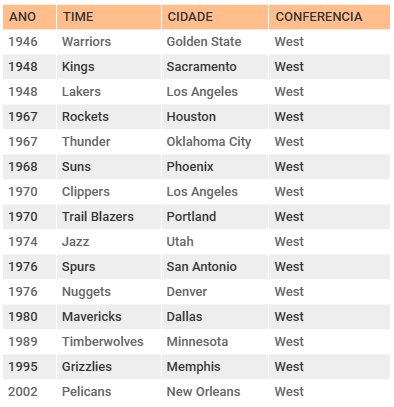 ANO TIME CIDADE CONFERENCIA
1946 Warriors Golden State West
1948 Kings Sacramento West
1948 Lakers Los Angeles West
1967 Rockets Houston West
1967 Thunder Oklahoma City West
1968 Suns Phoenix West
1970 Clippers Los Angeles West
1970 Trail Blazers Portland West
1974 Jazz Utah West
1976 Spurs San Antonio West
1976 Nuggets Denver West
1980 Mavericks Dallas West
1989 Timberwolves Minnesota West
1995 Grizzlies Memphis West
2002 Pelicans New Orleans West